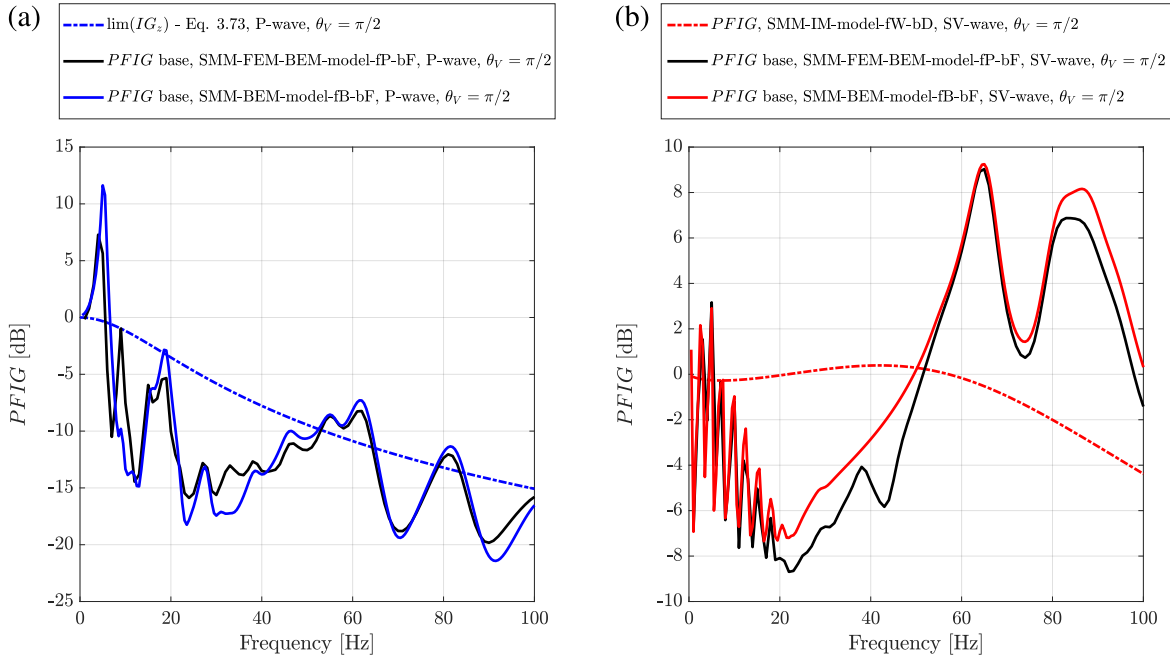 (a)
lim(IG_z) - Eq. 3.73, P-wave, θ_V = π/2
PFIG base, SMM-FEM-BEM-model-fP-bF, P-wave, θ_V = π/2
PFIG base, SMM-BEM-model-fB-bF, P-wave, θ_V = π/2
15
10
5
0
-5
-10
-15
-20
-25
PFIG [dB]
0 20 40 60 80 100
Frequency [Hz]
(b)
PFIG, SMM-IM-model-fW-bD, SV-wave, θ_V = π/2
PFIG base, SMM-FEM-BEM-model-fP-bF, SV-wave, θ_V = π/2
PFIG base, SMM-BEM-model-fB-bF, SV-wave, θ_V = π/2
10
8
6
4
2
0
-2
-4
-6
-8
-10
PFIG [dB]
0 20 40 60 80 100
Frequency [Hz]